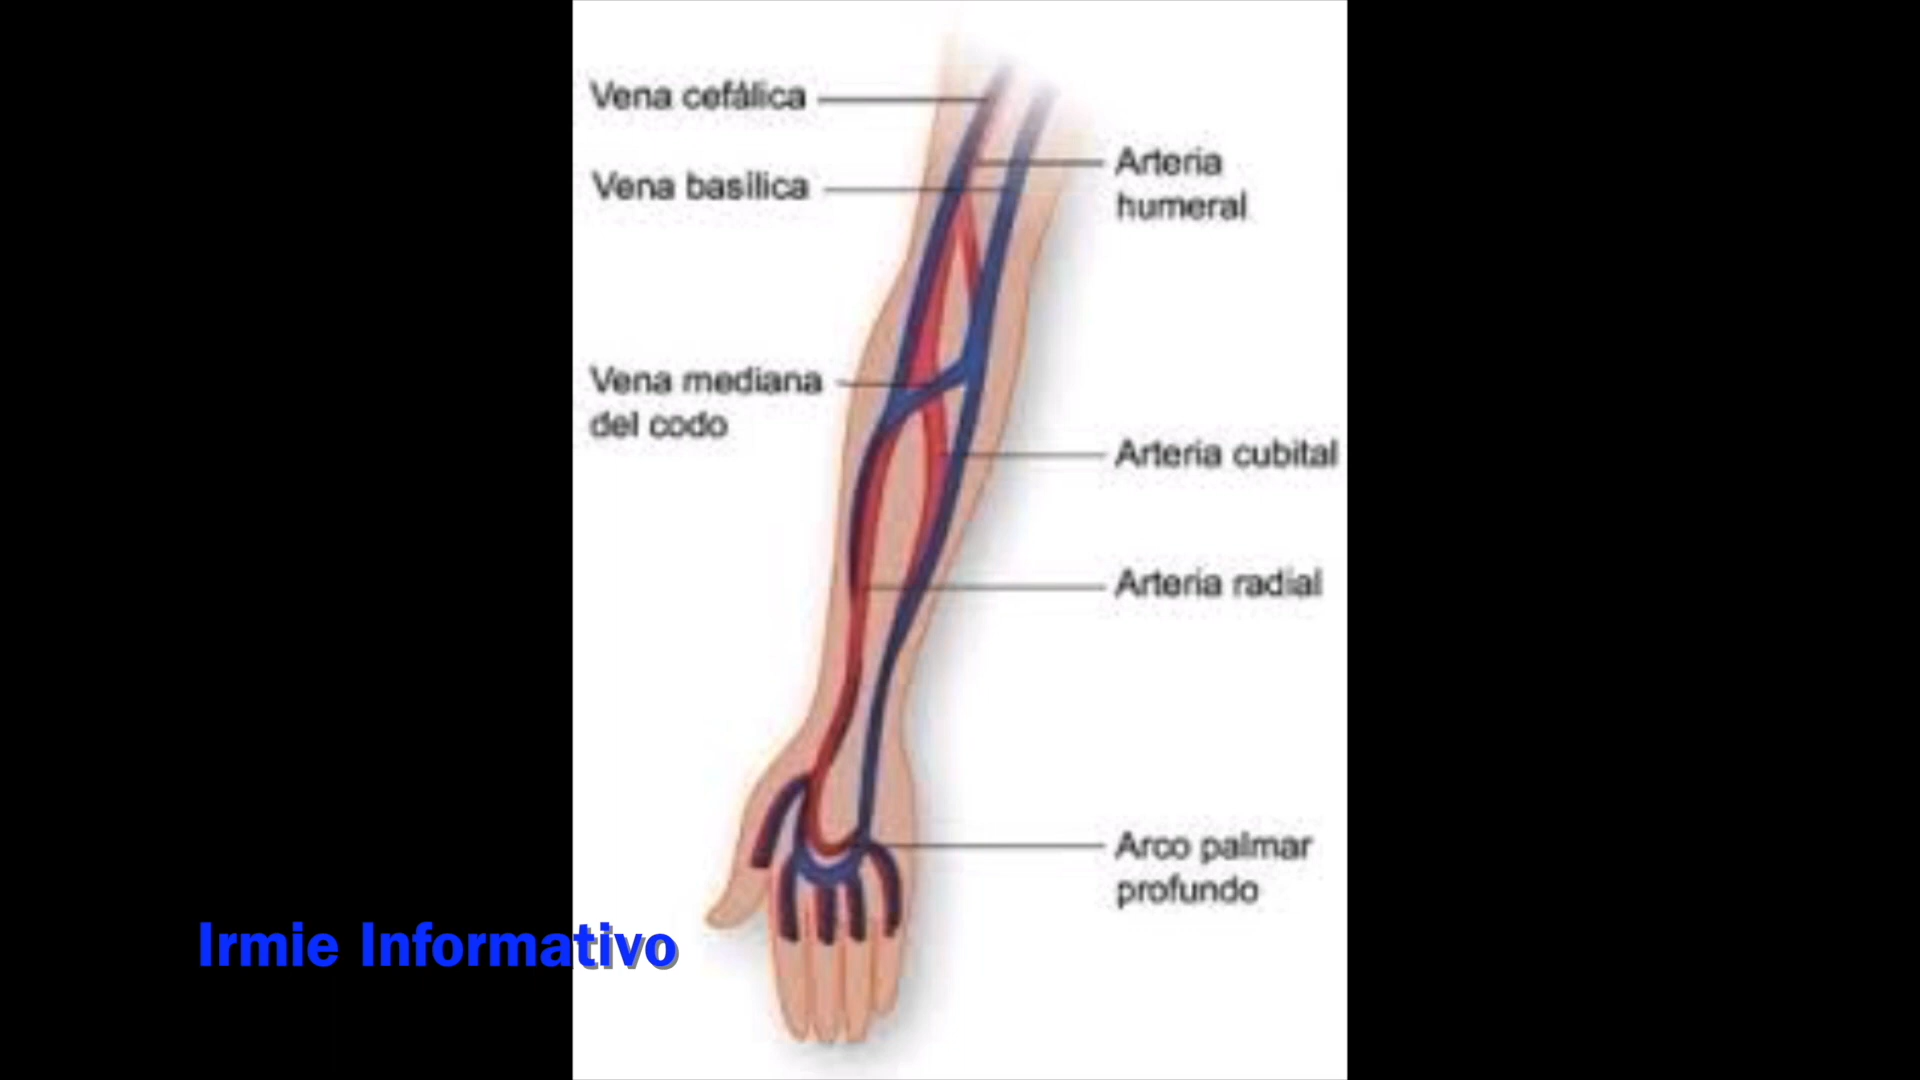 Vena cefálica
Arteria
humeral
Vena basílica
Vena mediana
del codo
Arteria cubital
Arteria radial
Arco palmar
profundo
Irmie Informativo